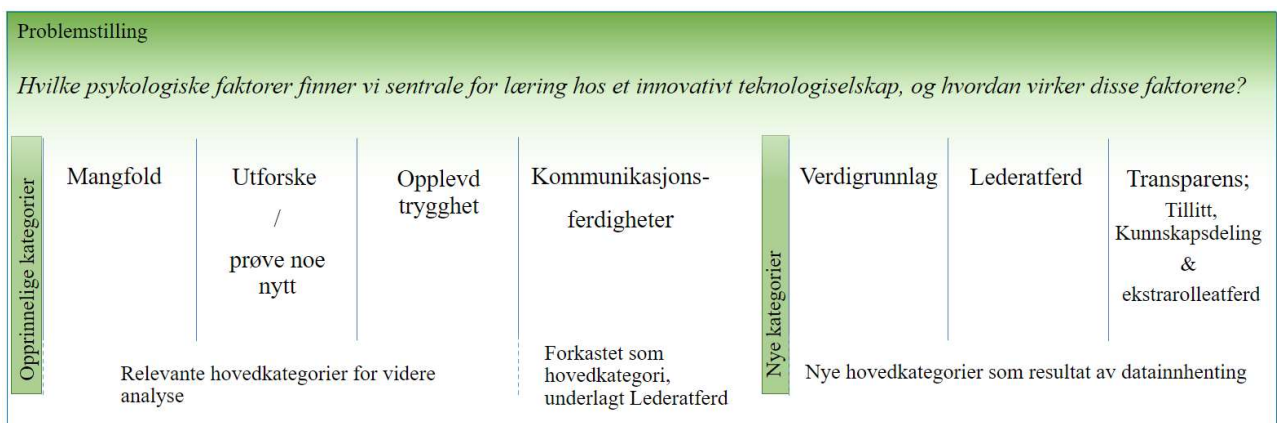 Problemstilling
Hvilke psykologiske faktorer finner vi sentrale for læring hos et innovativt teknologiselskap, og hvordan virker disse faktorene?
Opprinnelige kategorier
Mangfold
Utforske
/
prøve noe
nytt
Opplevd
trygghet
Kommunikasjons-
ferdigheter
Relevante hovedkategorier for videre
analyse
Forkastet som
hovedkategori,
underlagt Lederatferd
Nye kategorier
Verdigrunnlag
Lederatferd
Transparens;
Tillitt,
Kunnskapsdeling
&
ekstrarolleatferd
Nye hovedkategorier som resultat av datainnhenting